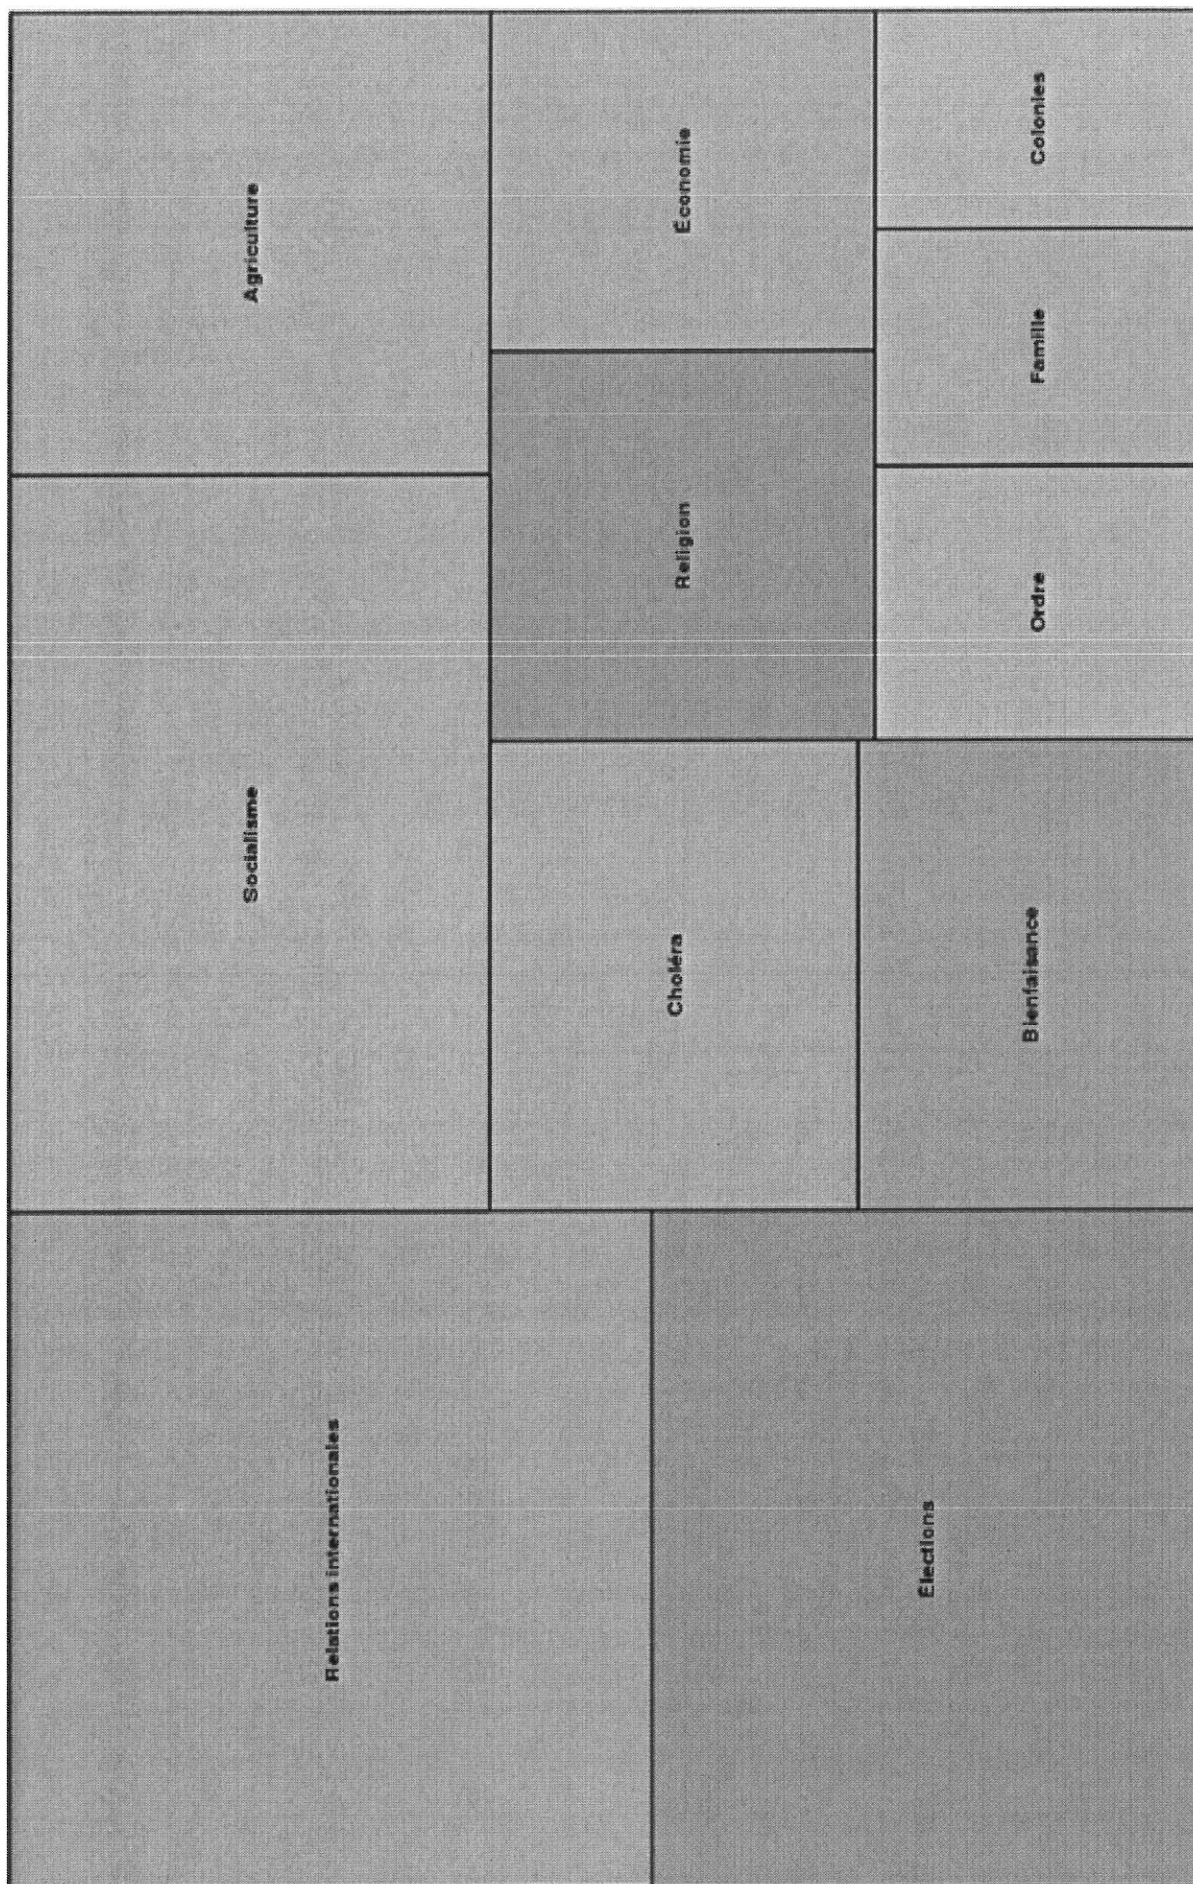 Relations internationales
Élections
Socialisme
Agriculture
Choléra
Bienfaisance
Religion
Économie
Ordre
Famille
Colonies